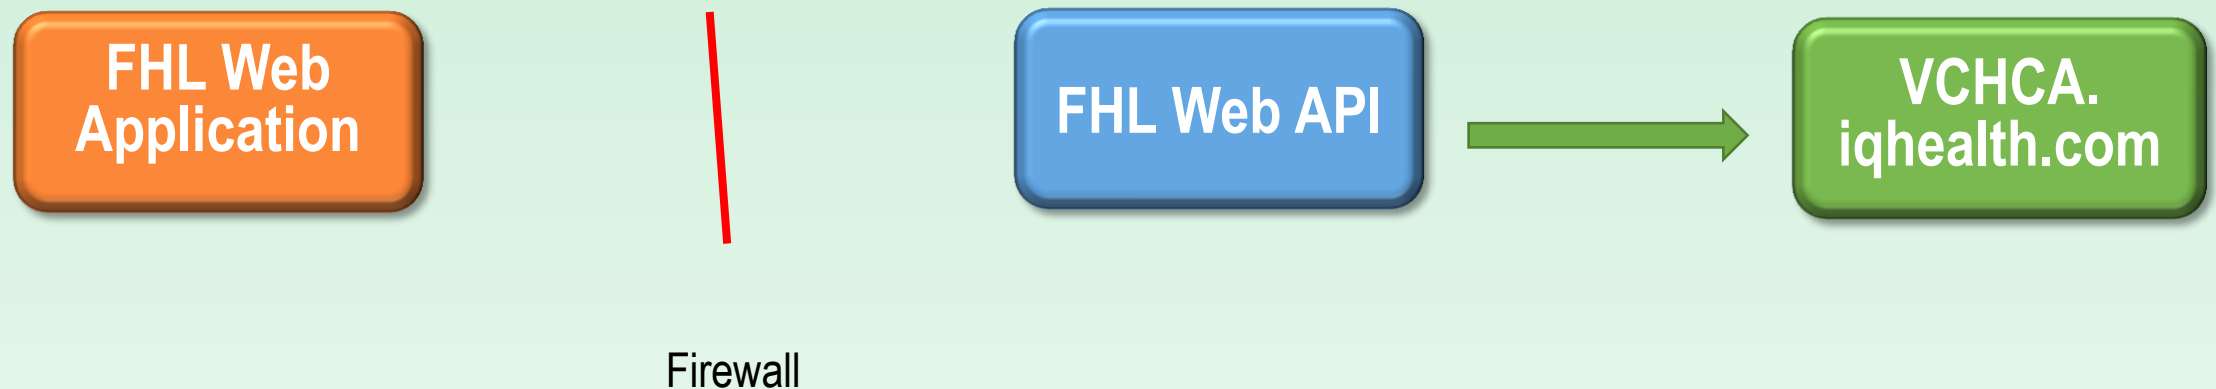 FHL Web
Application
FHL Web API
VCHCA.
iqhealth.com
Firewall